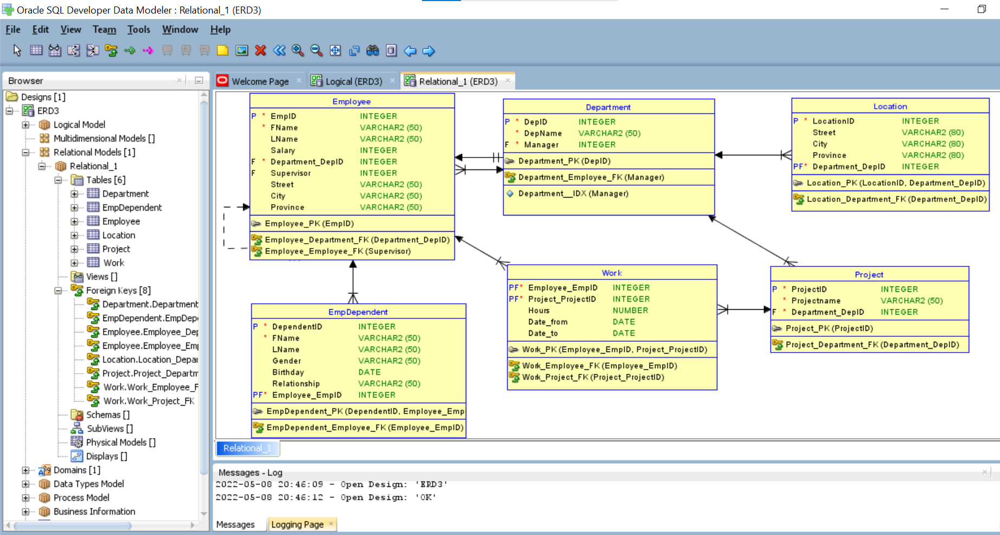 Oracle SQL Developer Data Modeler : Relational_1 (ERD3)
File Edit View Team Tools Window Help
Browser
Designs [1]
ERD3
Logical Model
Multidimensional Models []
Relational Models [1]
Relational_1
Tables [6]
Department
EmpDependent
Employee
Location
Project
Work
Views []
Foreign Keys [8]
Department.Department
EmpDependent.EmpDep
Employee.Employee_Dep
Employee.Employee_Emp
Location.Location_Depar
Project.Project_Departm
Work.Work_Employee_F
Work.Work_Project_FK
Schemas []
SubViews []
Physical Models []
Displays []
Domains [1]
Data Types Model
Process Model
Business Information
Welcome Page
Logical (ERD3)
Relational_1 (ERD3)
Employee
P * EmpID INTEGER
* FName VARCHAR2 (50)
LName VARCHAR2 (50)
Salary INTEGER
F * Department_DepID INTEGER
F Supervisor INTEGER
Street VARCHAR2 (50)
City VARCHAR2 (50)
Province VARCHAR2 (50)
Employee_PK (EmpID)
Employee_Department_FK (Department_DepID)
Employee_Employee_FK (Supervisor)
Department
P * DepID INTEGER
* DepName VARCHAR2 (50)
F * Manager INTEGER
Department_PK (DepID)
Department_Employee_FK (Manager)
Department__IDX (Manager)
Location
P * LocationID INTEGER
Street VARCHAR2 (80)
City VARCHAR2 (80)
Province VARCHAR2 (80)
PF* Department_DepID INTEGER
Location_PK (LocationID, Department_DepID)
Location_Department_FK (Department_DepID)
EmpDependent
P * DependentID INTEGER
* FName VARCHAR2 (50)
LName VARCHAR2 (50)
Gender VARCHAR2 (50)
Birthday DATE
Relationship VARCHAR2 (50)
PF* Employee_EmpID INTEGER
EmpDependent_PK (DependentID, Employee_Emp
EmpDependent_Employee_FK (Employee_EmpID)
Work
PF* Employee_EmpID INTEGER
PF* Project_ProjectID INTEGER
Hours NUMBER
Date_from DATE
Date_to DATE
Work_PK (Employee_EmpID, Project_ProjectID)
Work_Employee_FK (Employee_EmpID)
Work_Project_FK (Project_ProjectID)
Project
P * ProjectID INTEGER
* Projectname VARCHAR2 (50)
F * Department_DepID INTEGER
Project_PK (ProjectID)
Project_Department_FK (Department_DepID)
Relational_1
Messages - Log
2022-05-08 20:46:09 - Open Design: 'ERD3'
2022-05-08 20:46:12 - Open Design: 'OK'
Messages
Logging Page